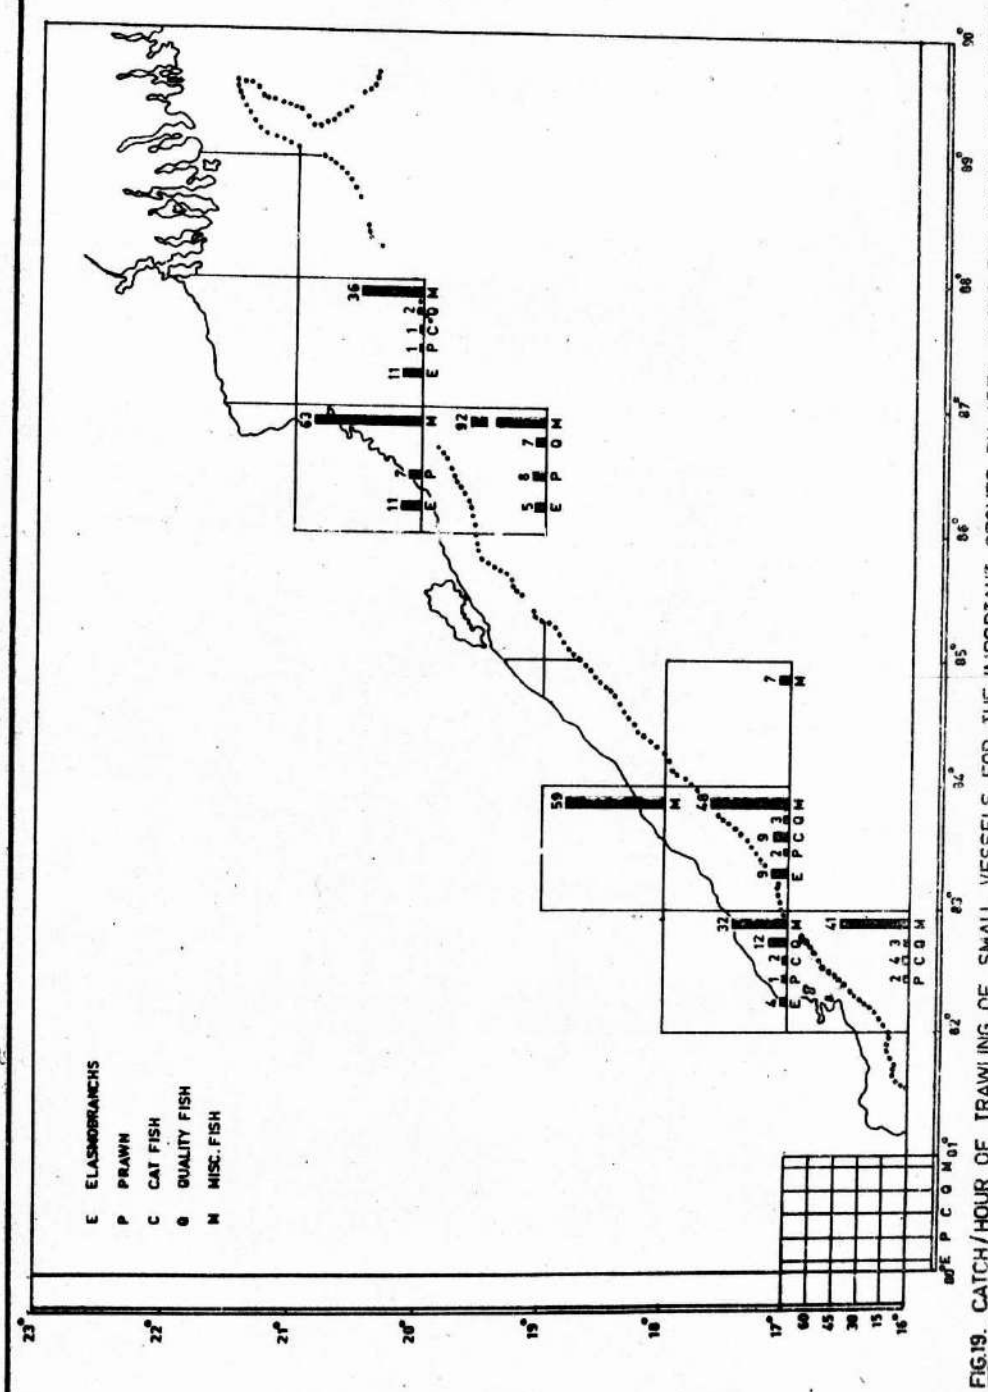 E ELASMOBRANCHS
P PRAWN
C CAT FISH
Q QUALITY FISH
M MISC. FISH
23°
22°
21°
20°
19°
18°
17°
60
45
30
15
16°
80° E P C Q M 81°
82°
83°
84°
85°
86°
87°
88°
89°
90°
11 1 1 2 36
E P C Q M
11 7 63
E P M
5 8 7 92
E P Q M
59
M
7
M
9 2 9 3 48
E P C Q M
4 1 2 12 32
E P C Q M
2 4 3 41
P C Q M
FIG.19. CATCH/HOUR OF TRAWLING OF SMALL VESSELS FOR THE IMPORTANT